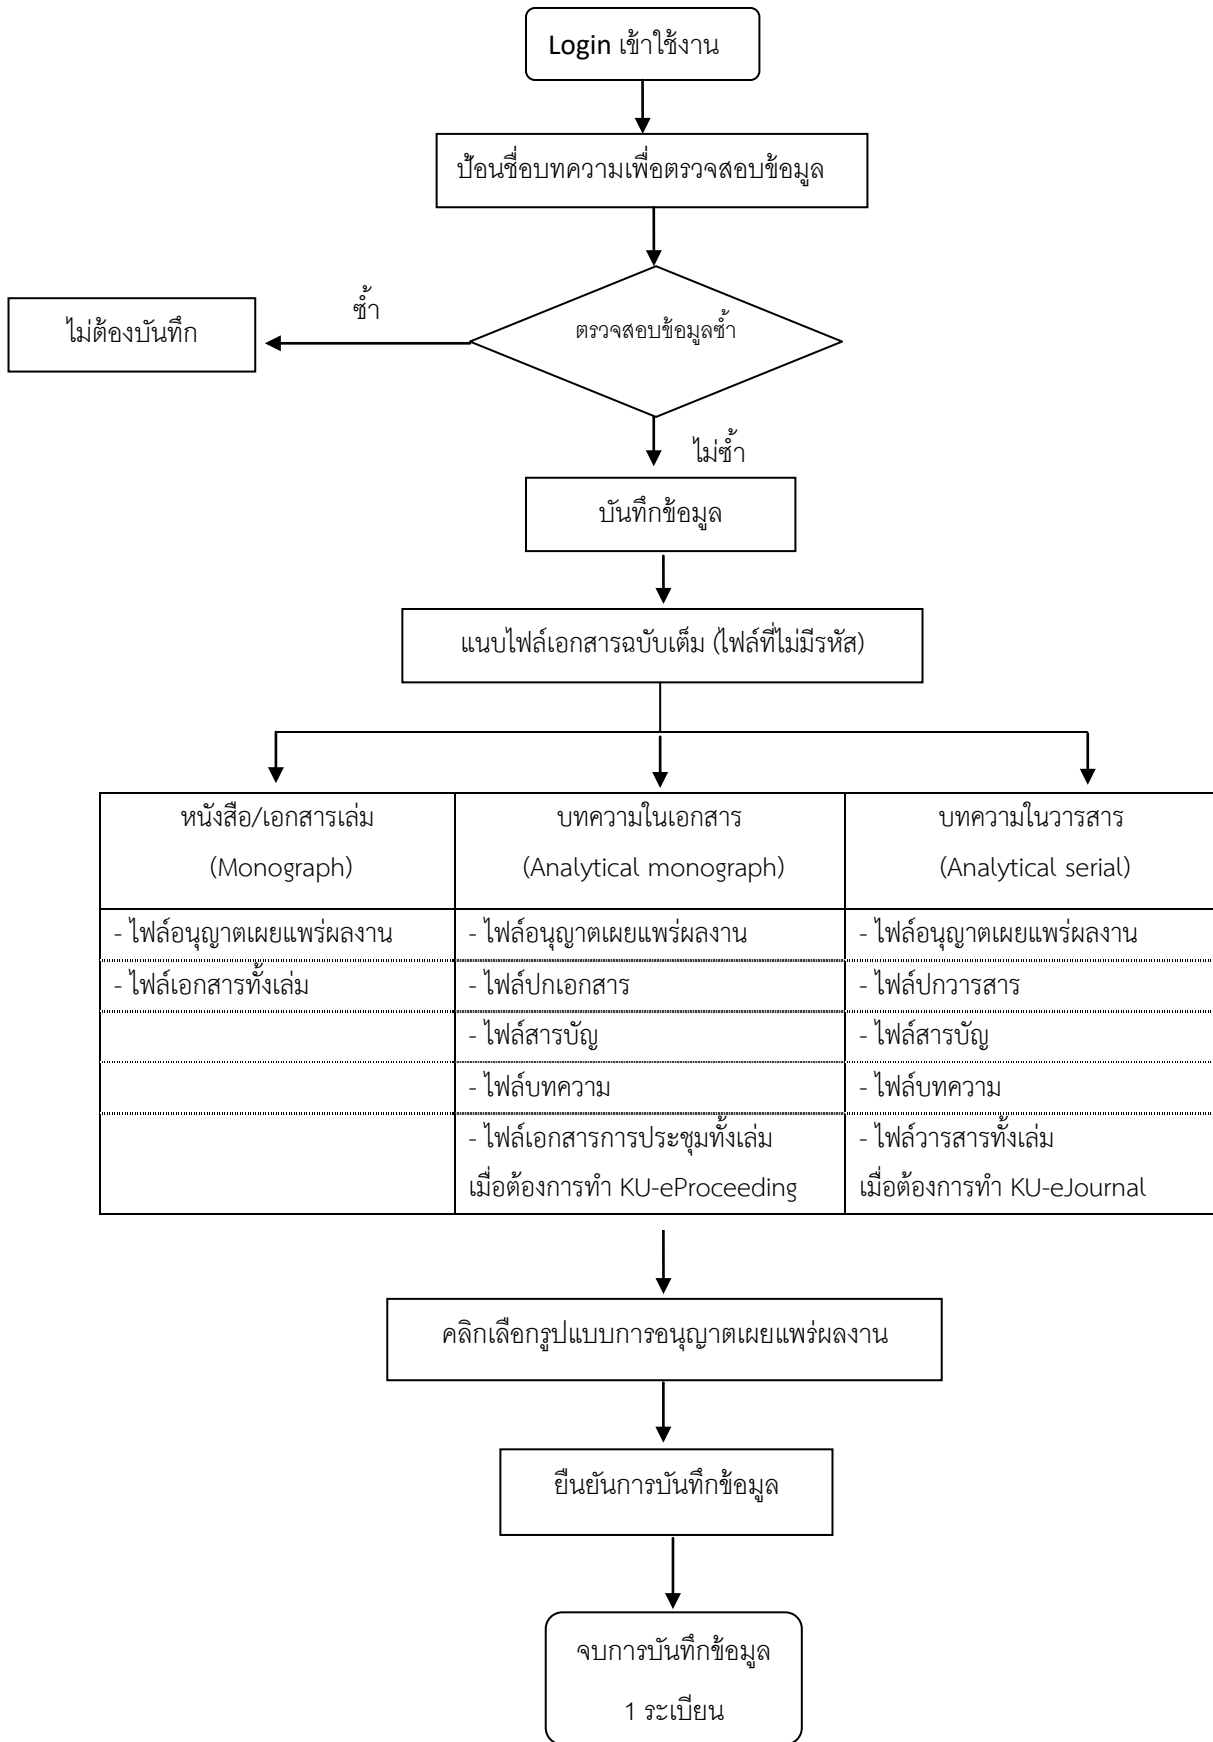 Login เข้าใช้งาน
ป้อนชื่อบทความเพื่อตรวจสอบข้อมูล
ซ้ำ
ไม่ต้องบันทึก
ตรวจสอบข้อมูลซ้ำ
ไม่ซ้ำ
บันทึกข้อมูล
แนบไฟล์เอกสารฉบับเต็ม (ไฟล์ที่ไม่มีรหัส)
หนังสือ/เอกสารเล่ม
(Monograph)
บทความในเอกสาร
(Analytical monograph)
บทความในวารสาร
(Analytical serial)
- ไฟล์อนุญาตเผยแพร่ผลงาน
- ไฟล์อนุญาตเผยแพร่ผลงาน
- ไฟล์อนุญาตเผยแพร่ผลงาน
- ไฟล์เอกสารทั้งเล่ม
- ไฟล์ปกเอกสาร
- ไฟล์ปกวารสาร
- ไฟล์สารบัญ
- ไฟล์สารบัญ
- ไฟล์บทความ
- ไฟล์บทความ
- ไฟล์เอกสารการประชุมทั้งเล่ม
เมื่อต้องการทำ KU-eProceeding
- ไฟล์วารสารทั้งเล่ม
เมื่อต้องการทำ KU-eJournal
คลิกเลือกรูปแบบการอนุญาตเผยแพร่ผลงาน
ยืนยันการบันทึกข้อมูล
จบการบันทึกข้อมูล
1 ระเบียน